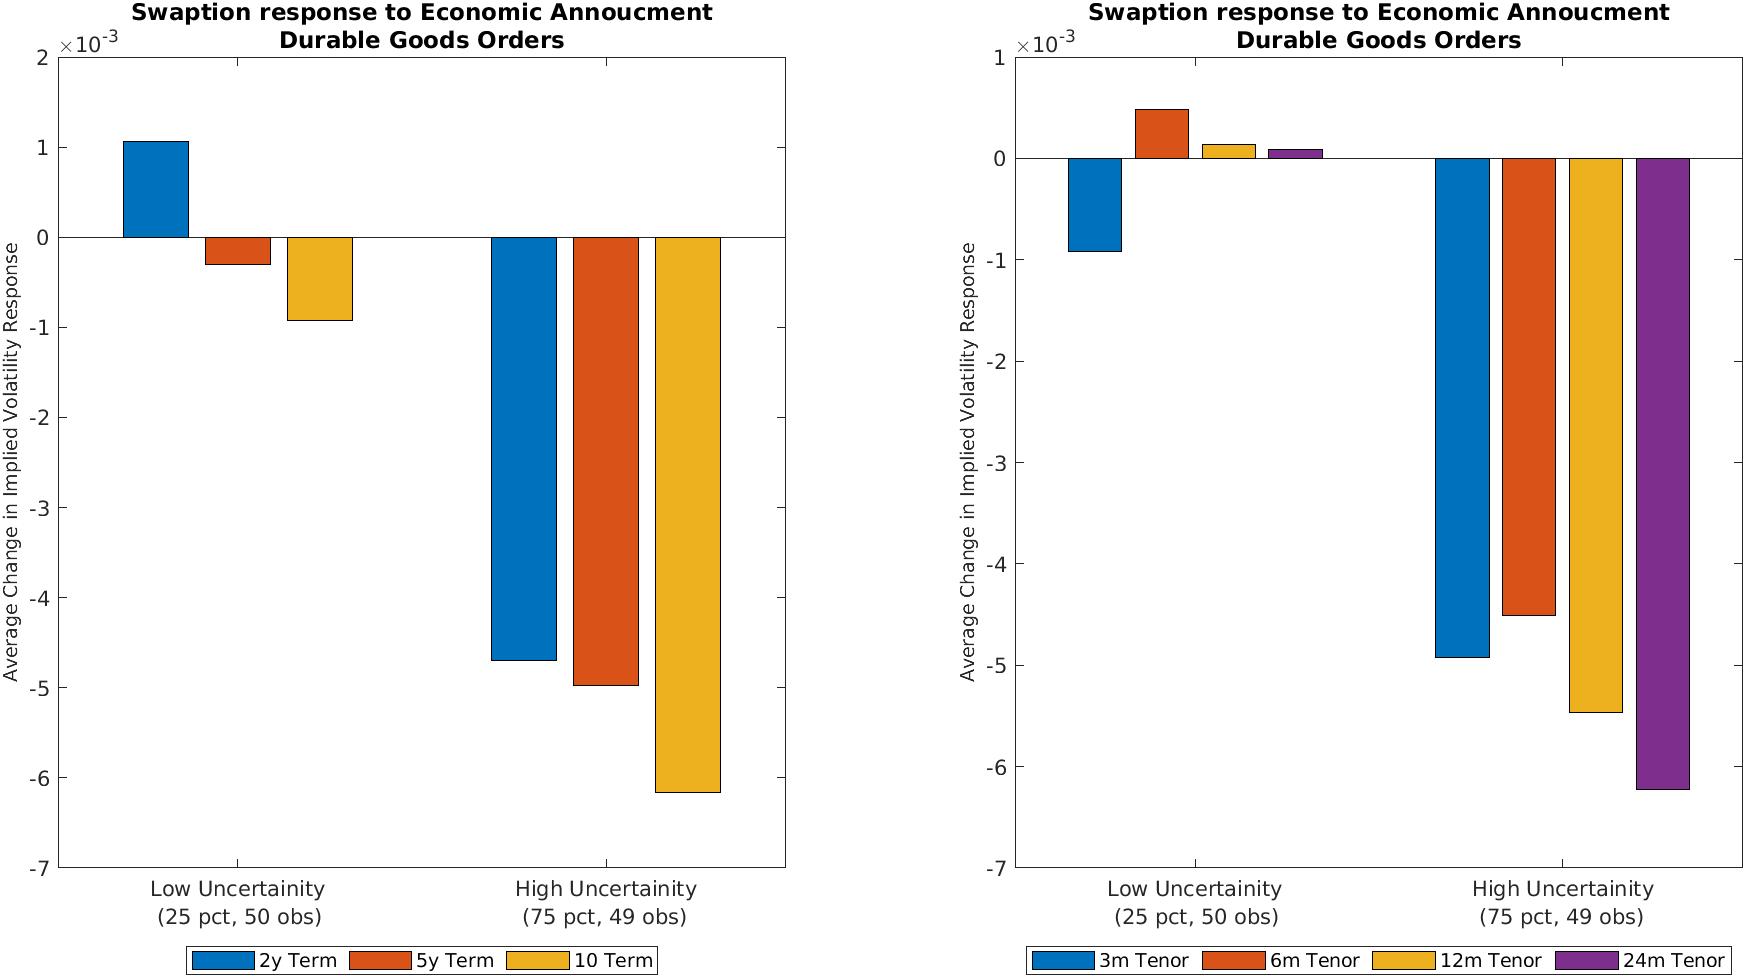 Swaption response to Economic Annoucment
Durable Goods Orders
×10-3
2
1
0
-1
-2
-3
-4
-5
-6
-7
Average Change in Implied Volatility Response
Low Uncertainity
(25 pct, 50 obs)
High Uncertainity
(75 pct, 49 obs)
2y Term
5y Term
10 Term
Swaption response to Economic Annoucment
Durable Goods Orders
×10-3
1
0
-1
-2
-3
-4
-5
-6
-7
Average Change in Implied Volatility Response
Low Uncertainity
(25 pct, 50 obs)
High Uncertainity
(75 pct, 49 obs)
3m Tenor
6m Tenor
12m Tenor
24m Tenor